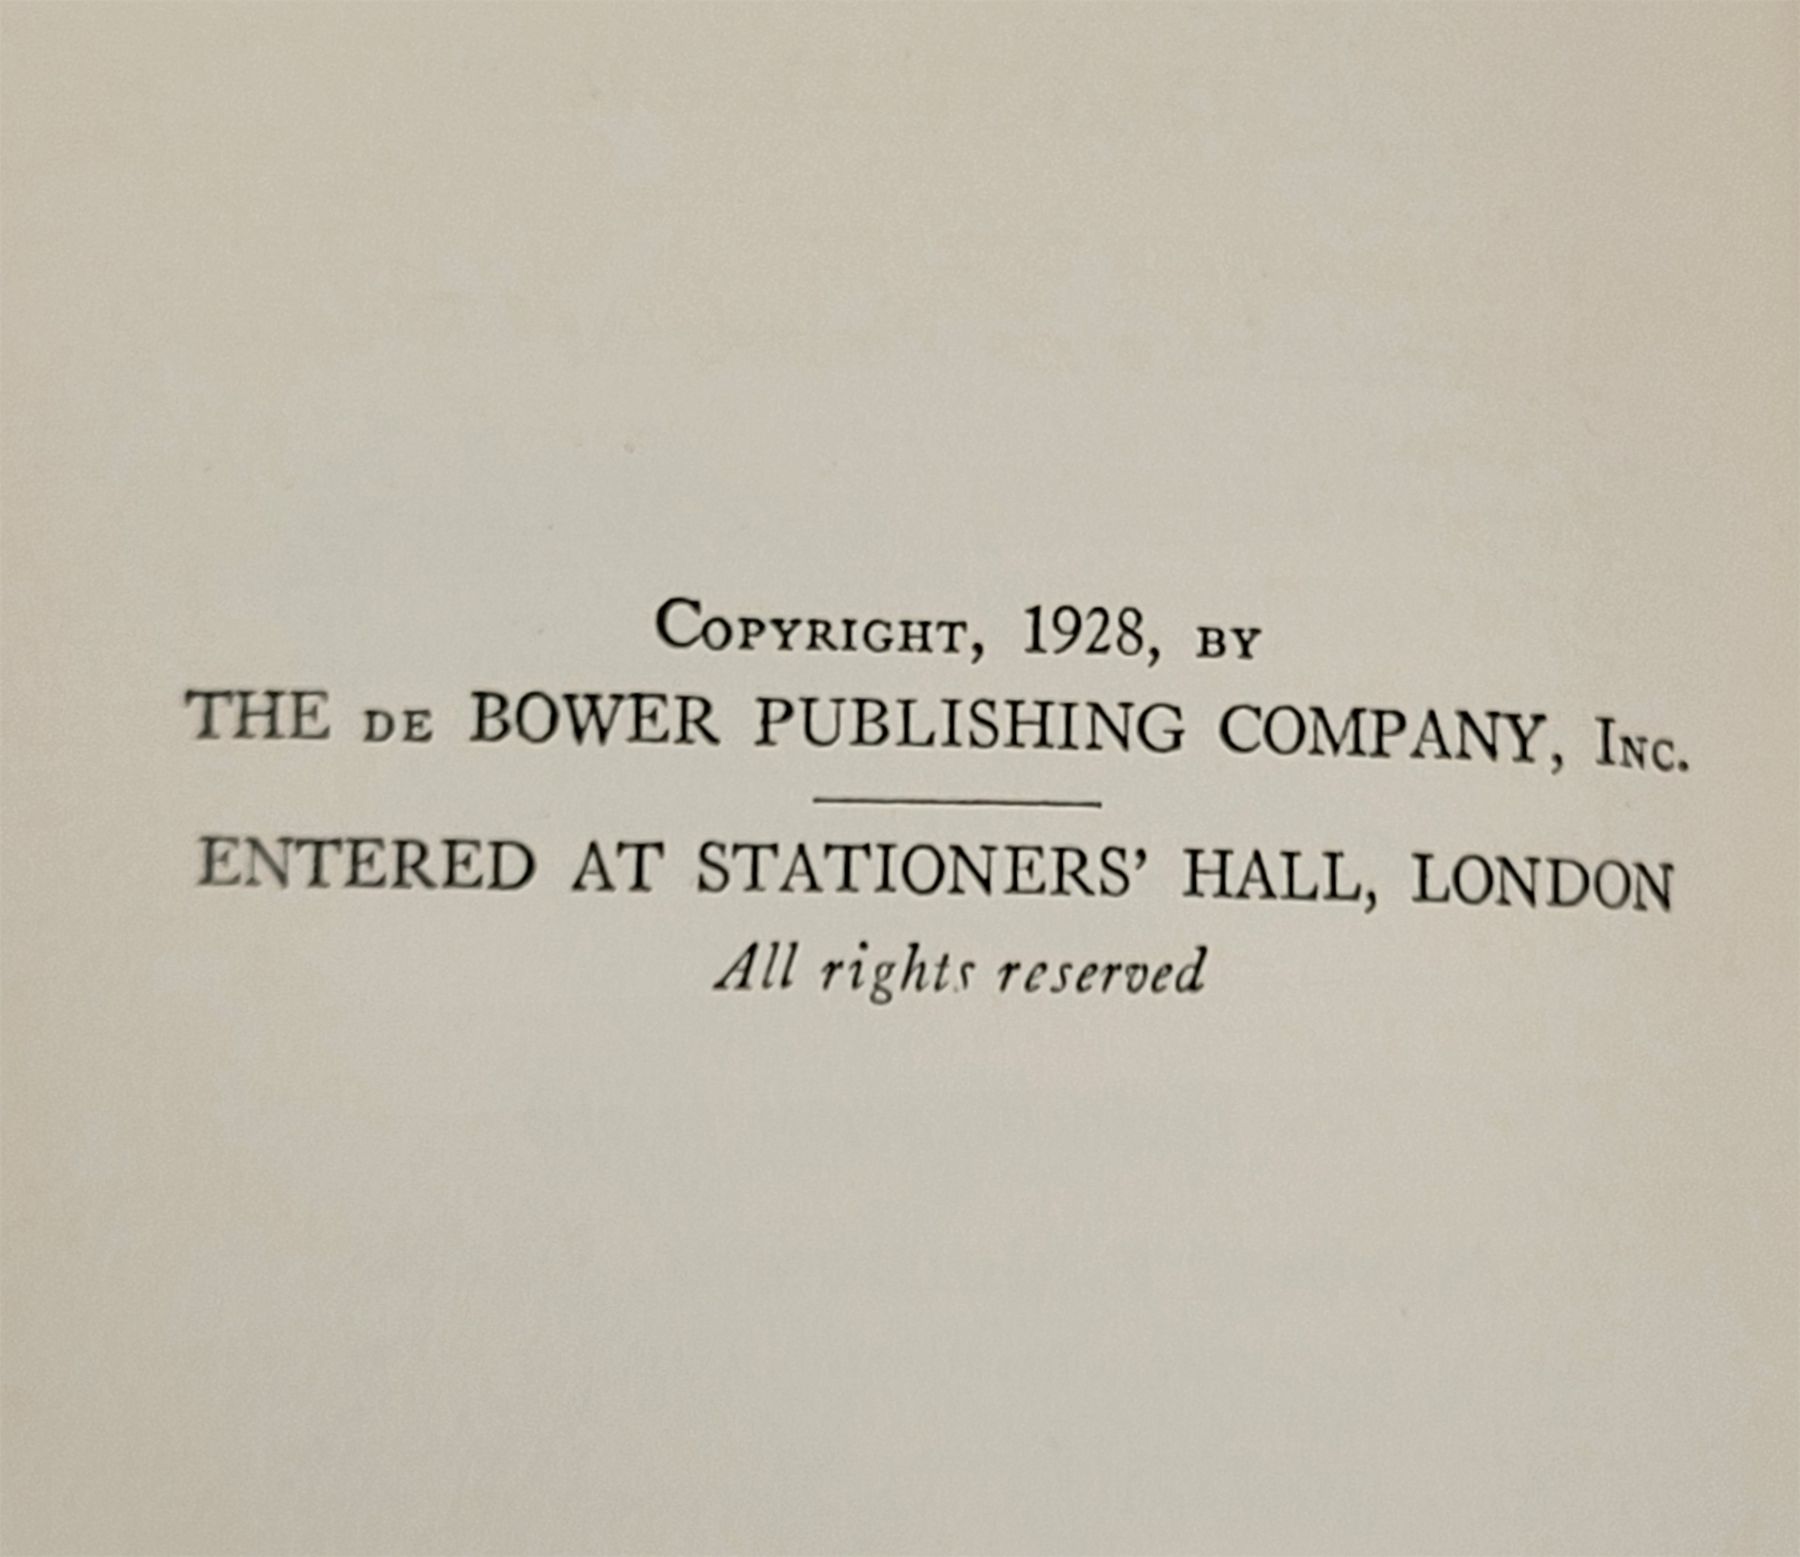 Copyright, 1928, by
THE de BOWER PUBLISHING COMPANY, Inc.
ENTERED AT STATIONERS' HALL, LONDON
All rights reserved